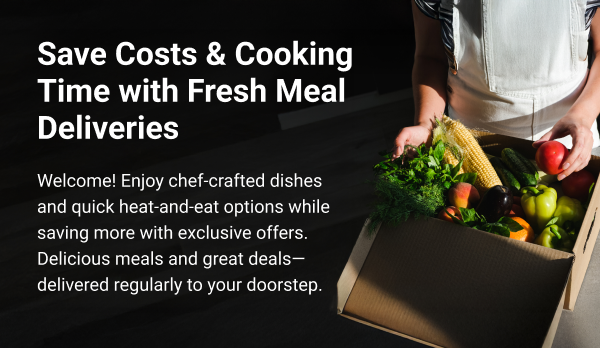 Save Costs & Cooking
Time with Fresh Meal
Deliveries
Welcome! Enjoy chef-crafted dishes
and quick heat-and-eat options while
saving more with exclusive offers.
Delicious meals and great deals—
delivered regularly to your doorstep.